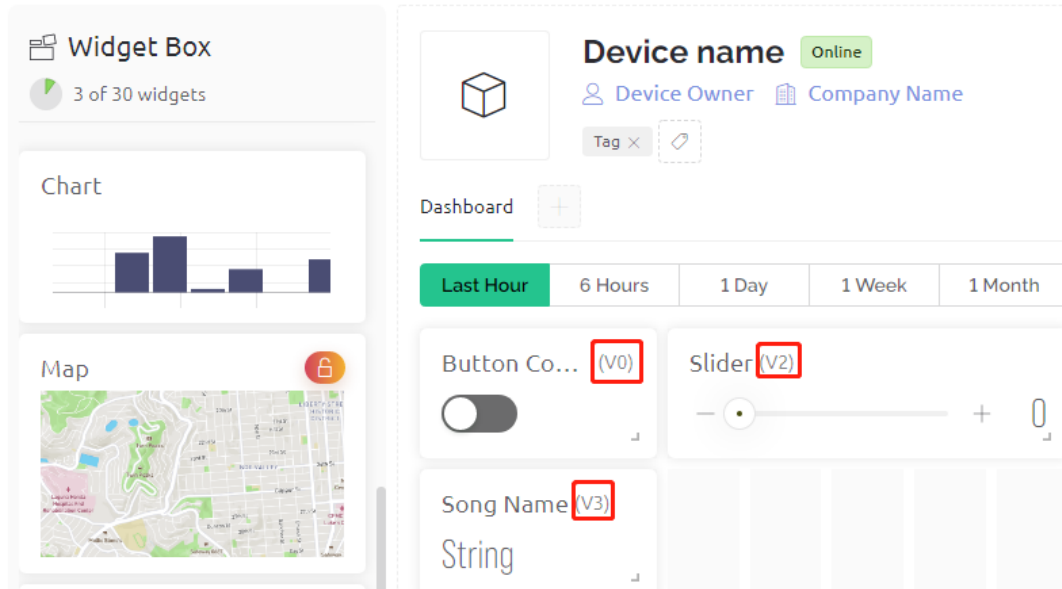 Widget Box
3 of 30 widgets
Chart
Map
Device name
Online
Device Owner
Company Name
Tag
Dashboard
Last Hour
6 Hours
1 Day
1 Week
1 Month
Button Co... (V0)
Slider (V2)
0
Song Name (V3)
String